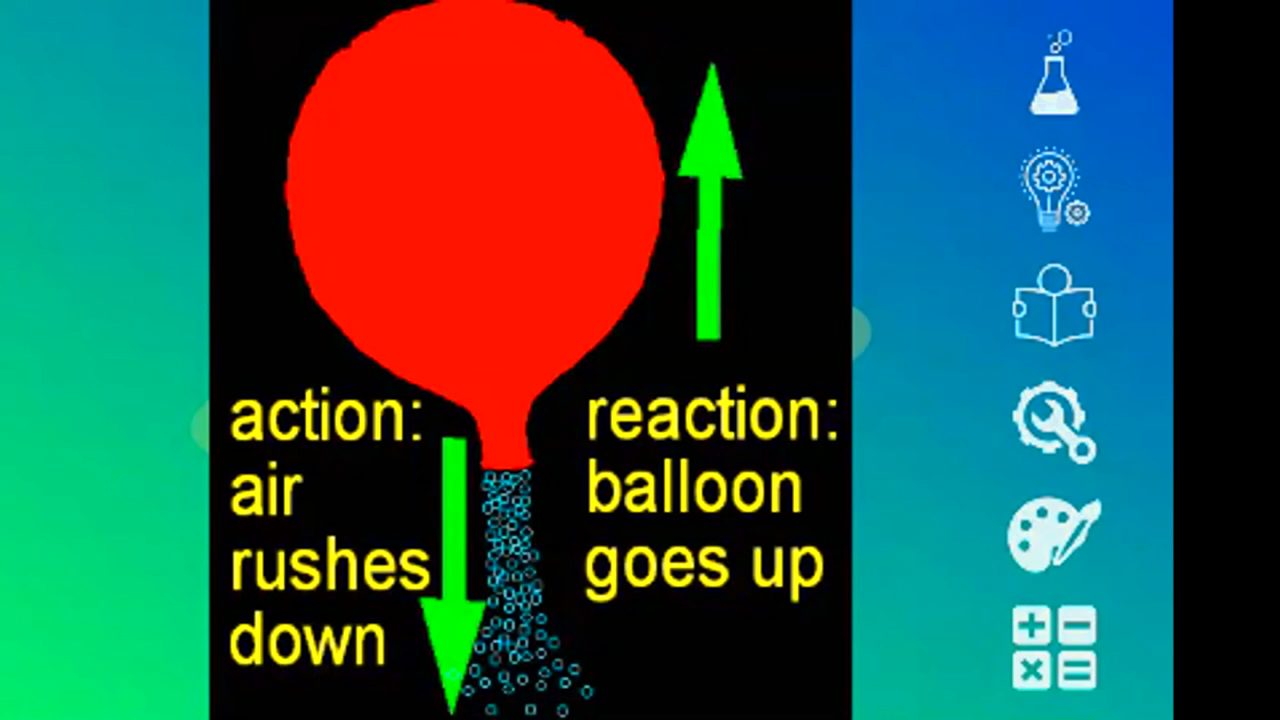 action:
air
rushes
down
reaction:
balloon
goes up